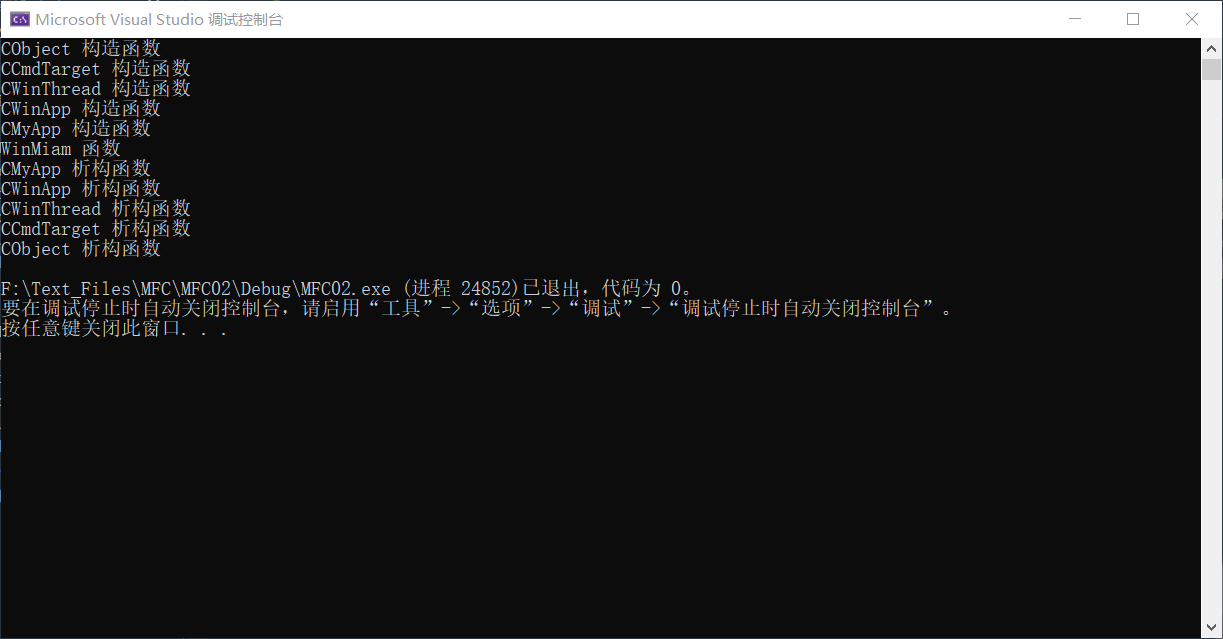 Microsoft Visual Studio 调试控制台
CObject 构造函数
CCmdTarget 构造函数
CWinThread 构造函数
CWinApp 构造函数
CMyApp 构造函数
WinMiam 函数
CMyApp 析构函数
CWinApp 析构函数
CWinThread 析构函数
CCmdTarget 析构函数
CObject 析构函数
F:\Text_Files\MFC\MFC02\Debug\MFC02.exe (进程 24852)已退出，代码为 0。
要在调试停止时自动关闭控制台，请启用“工具”->“选项”->“调试”->“调试停止时自动关闭控制台”。
按任意键关闭此窗口. . .